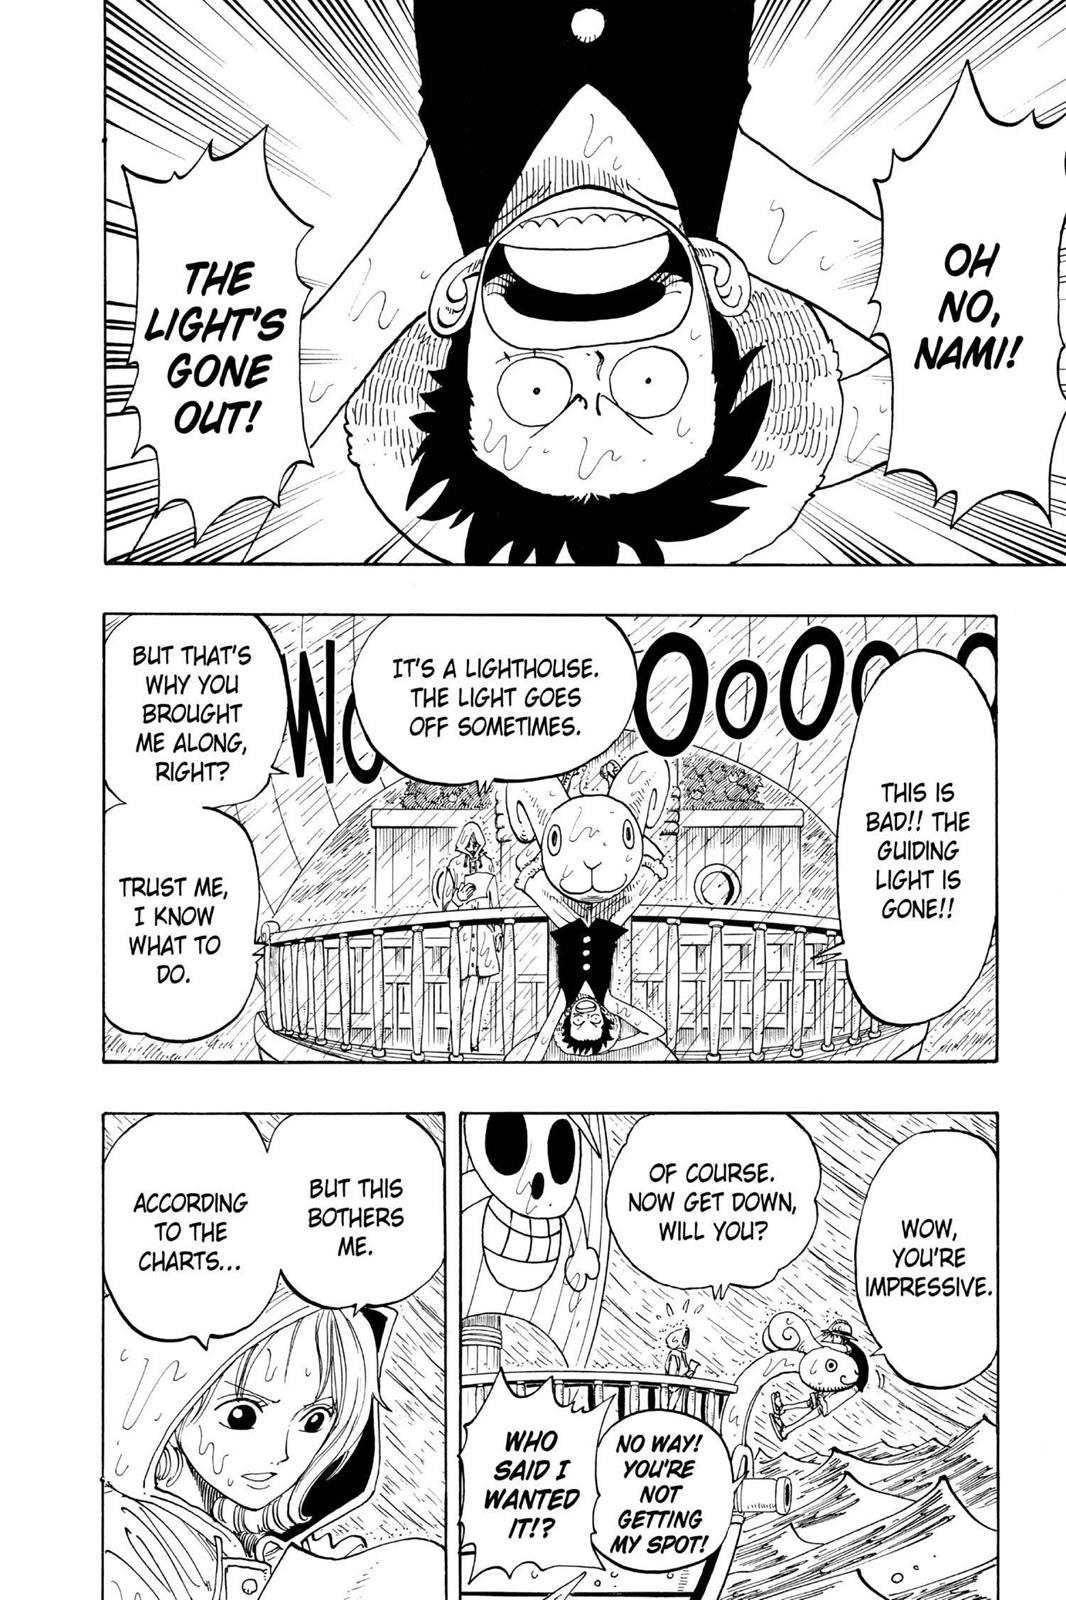 OH
NO,
NAMI!
THE
LIGHT'S
GONE
OUT!
THIS IS
BAD!! THE
GUIDING
LIGHT IS
GONE!!
IT'S A LIGHTHOUSE.
THE LIGHT GOES
OFF SOMETIMES.
BUT THAT'S
WHY YOU
BROUGHT
ME ALONG,
RIGHT?
TRUST ME,
I KNOW
WHAT TO
DO.
WOW,
YOU'RE
IMPRESSIVE.
OF COURSE.
NOW GET DOWN,
WILL YOU?
NO WAY!
YOU'RE
NOT
GETTING
MY SPOT!
WHO
SAID I
WANTED
IT!?
BUT THIS
BOTHERS
ME.
ACCORDING
TO THE
CHARTS...